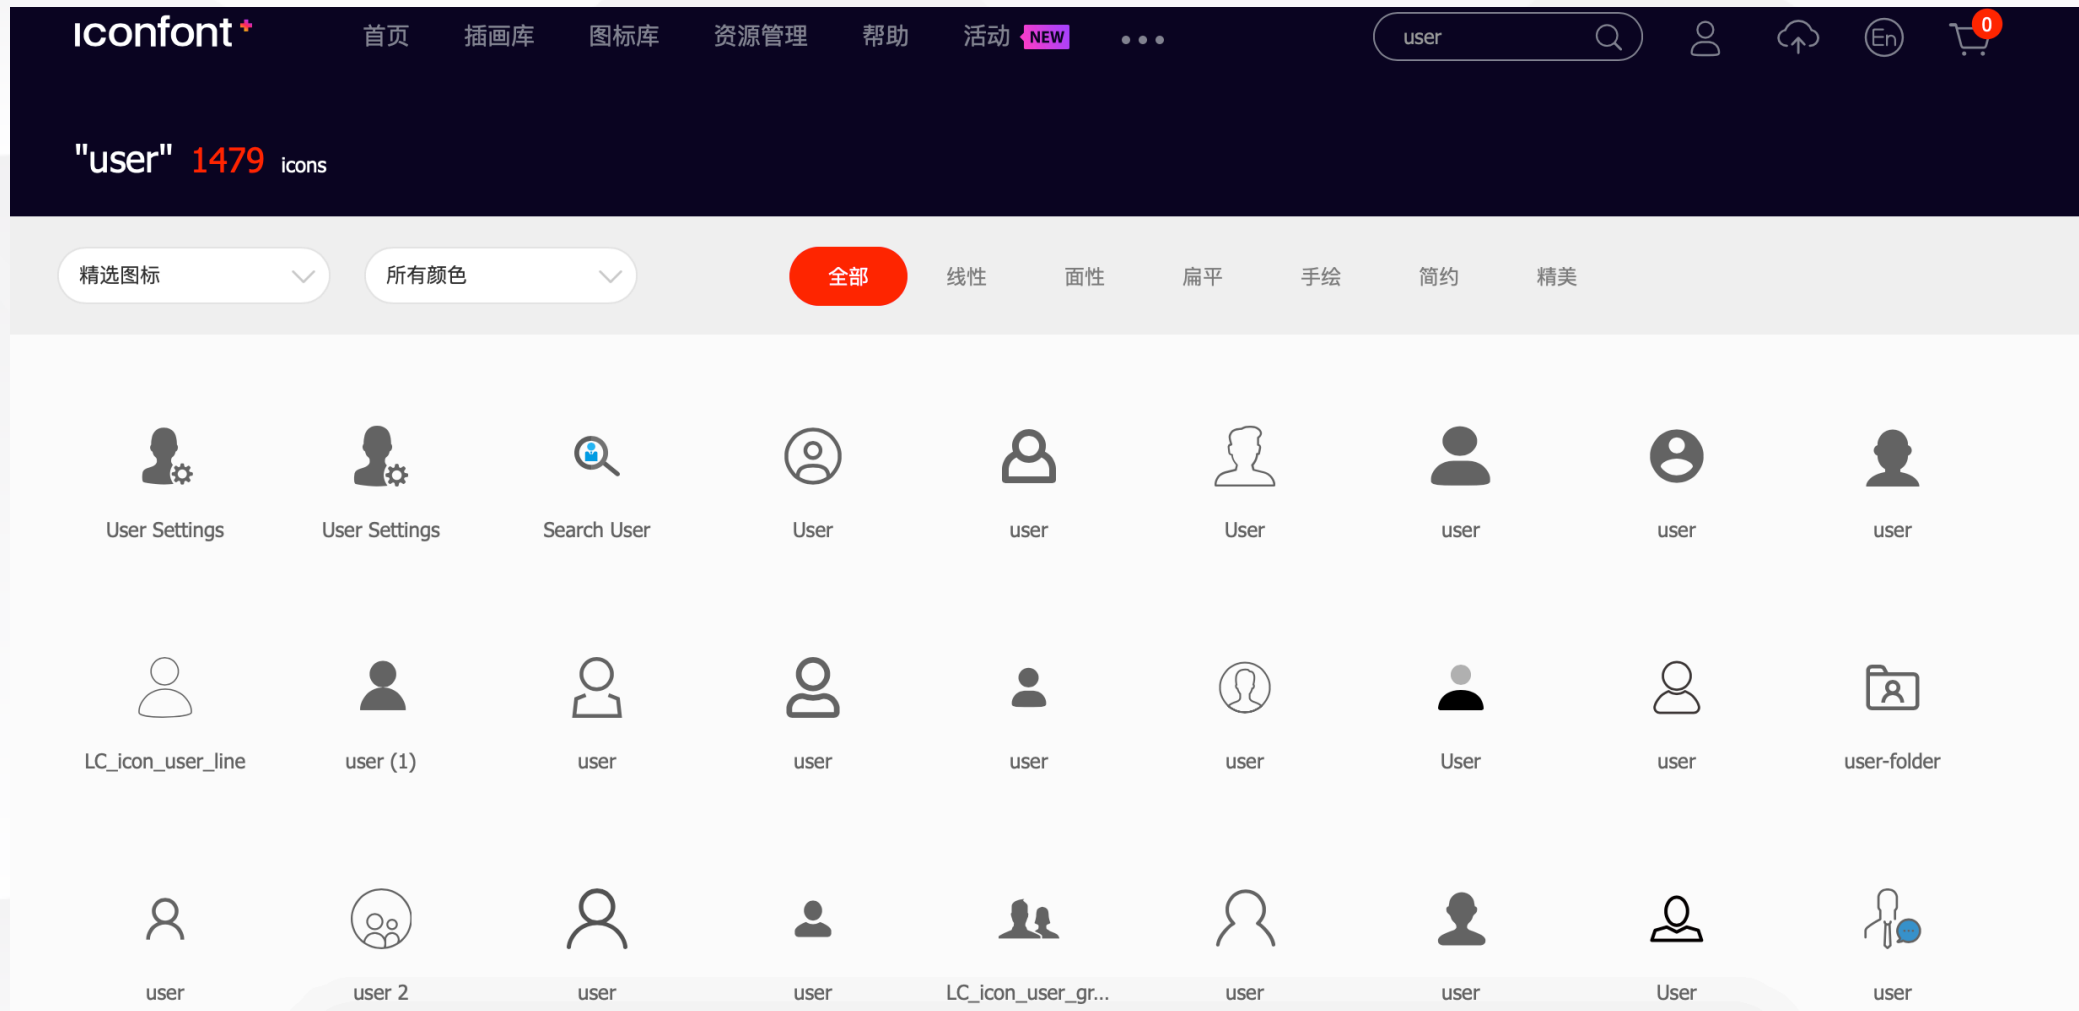 iconfont+
首页 插画库 图标库 资源管理 帮助 活动 NEW ••• user En 0
"user" 1479 icons
精选图标 所有颜色 全部 线性 面性 扁平 手绘 简约 精美
User Settings User Settings Search User User user User user user user
LC_icon_user_line user (1) user user user user User user user-folder
user user 2 user user LC_icon_user_gr... user user User user